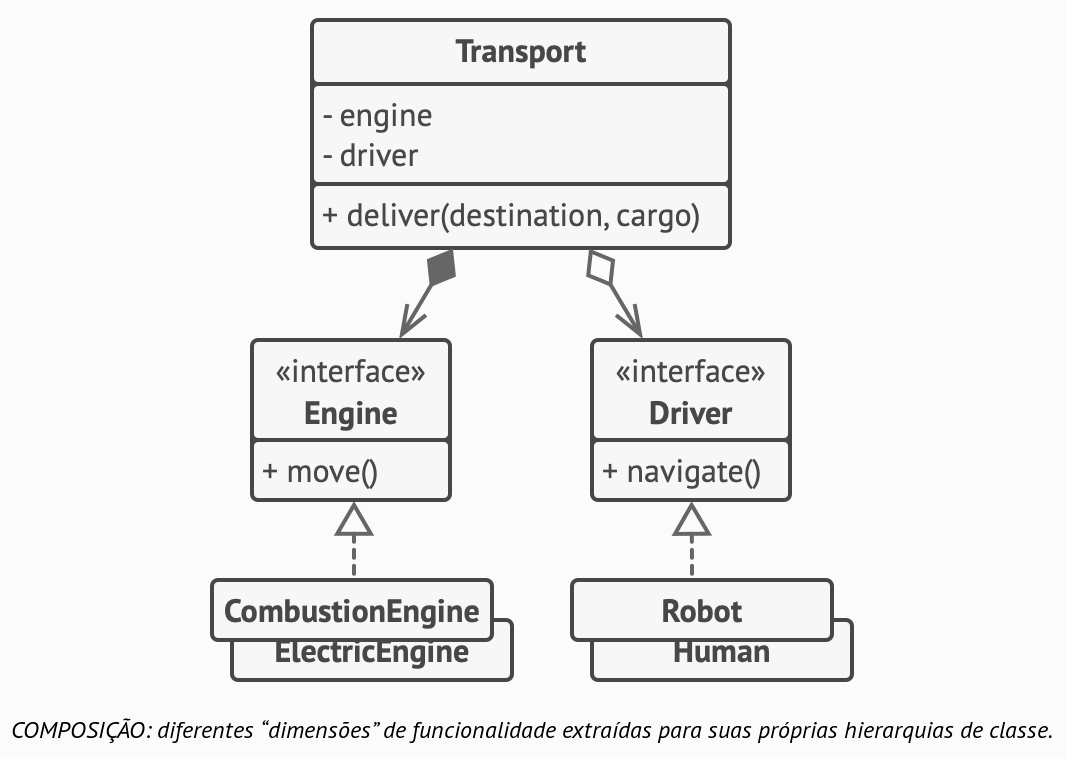 Transport
- engine
- driver
+ deliver(destination, cargo)
«interface»
Engine
+ move()
«interface»
Driver
+ navigate()
CombustionEngine
ElectricEngine
Robot
Human
COMPOSIÇÃO: diferentes “dimensões” de funcionalidade extraídas para suas próprias hierarquias de classe.